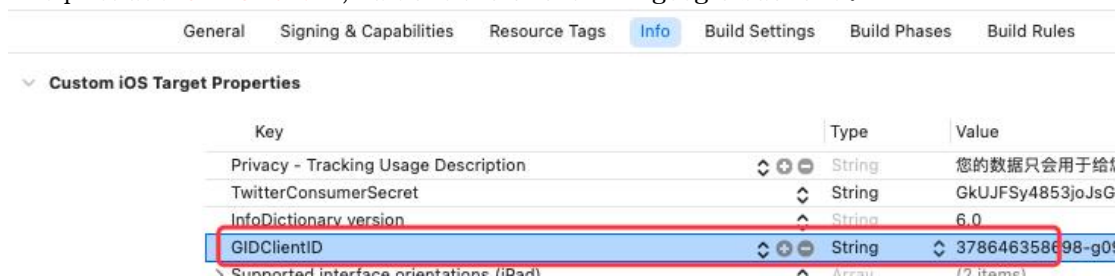 General Signing & Capabilities Resource Tags Info Build Settings Build Phases Build Rules
Custom iOS Target Properties
Key Type Value
Privacy - Tracking Usage Description String 您的数据只会用于给
TwitterConsumerSecret String GkUJFSy4853joJsG
InfoDictionary version String 6.0
GIDClientID String 378646358698-g09
Supported interface orientations (iPad) Array (2 items)